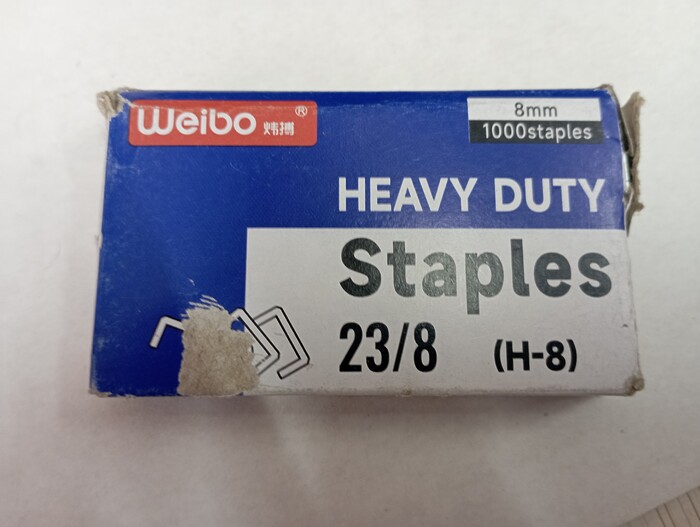 Weibo 炜搏 ®
8mm
1000staples
HEAVY DUTY
Staples
23/8 (H-8)